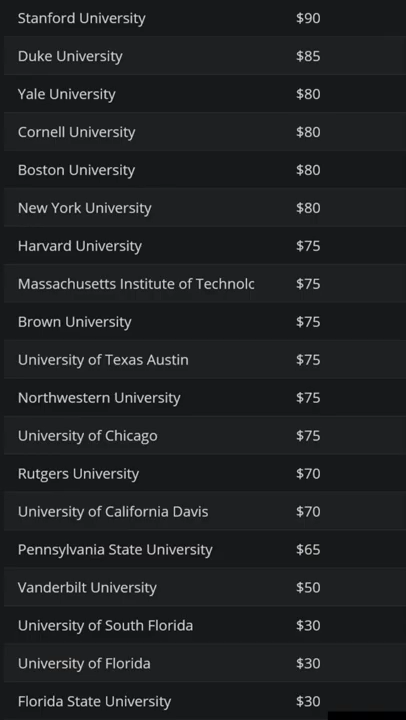 Stanford University $90
Duke University $85
Yale University $80
Cornell University $80
Boston University $80
New York University $80
Harvard University $75
Massachusetts Institute of Technolc $75
Brown University $75
University of Texas Austin $75
Northwestern University $75
University of Chicago $75
Rutgers University $70
University of California Davis $70
Pennsylvania State University $65
Vanderbilt University $50
University of South Florida $30
University of Florida $30
Florida State University $30